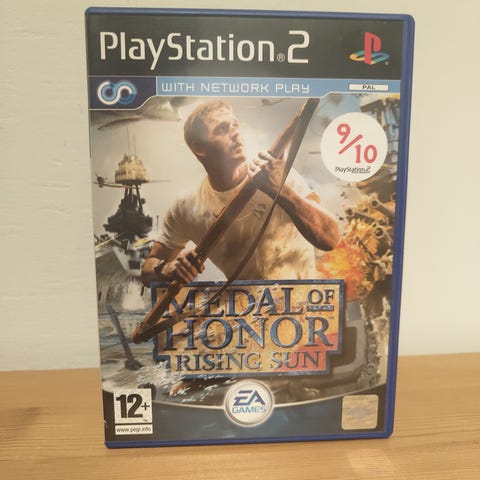 PlayStation®2
WITH NETWORK PLAY
PAL
9/10
PlayStation®2
MEDAL OF
HONOR
RISING SUN
12+
www.pegi.info
EA
GAMES